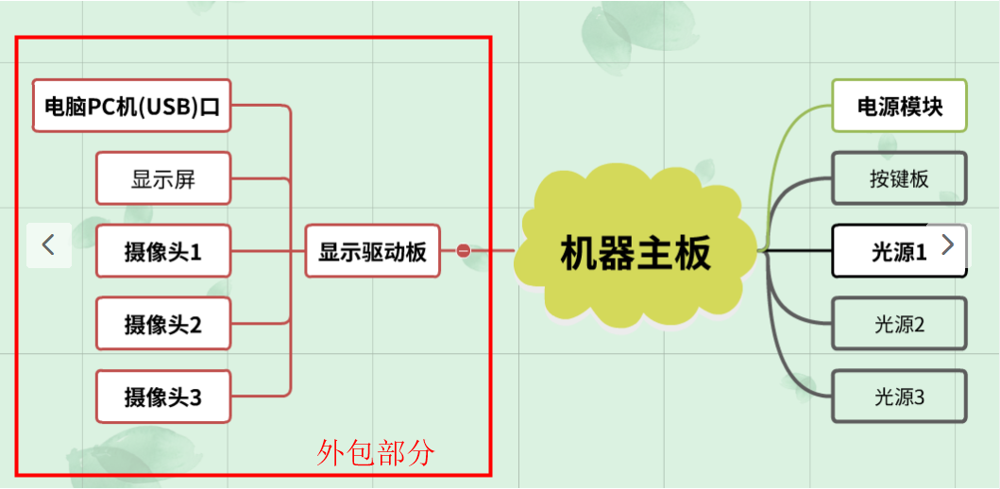 电脑PC机(USB)口
显示屏
摄像头1
摄像头2
摄像头3
显示驱动板
外包部分
机器主板
电源模块
按键板
光源1
光源2
光源3